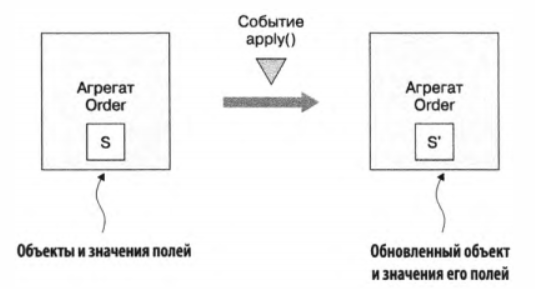 Событие
apply()
Агрегат
Order
S
Агрегат
Order
S'
Объекты и значения полей
Обновленный объект
и значения его полей